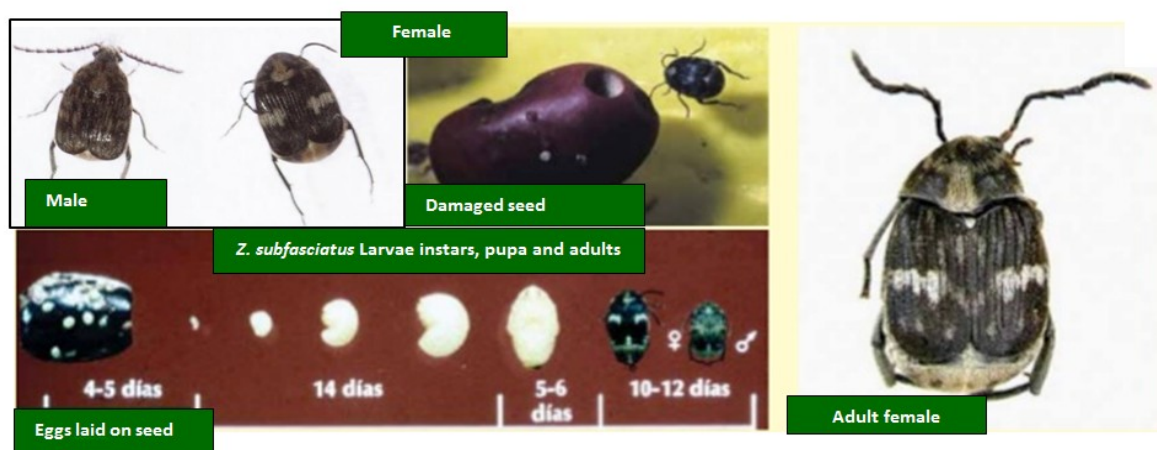 Female
Male
Damaged seed
Z. subfasciatus Larvae instars, pupa and adults
♀
♂
4-5 días
14 días
5-6
días
10-12 días
Eggs laid on seed
Adult female